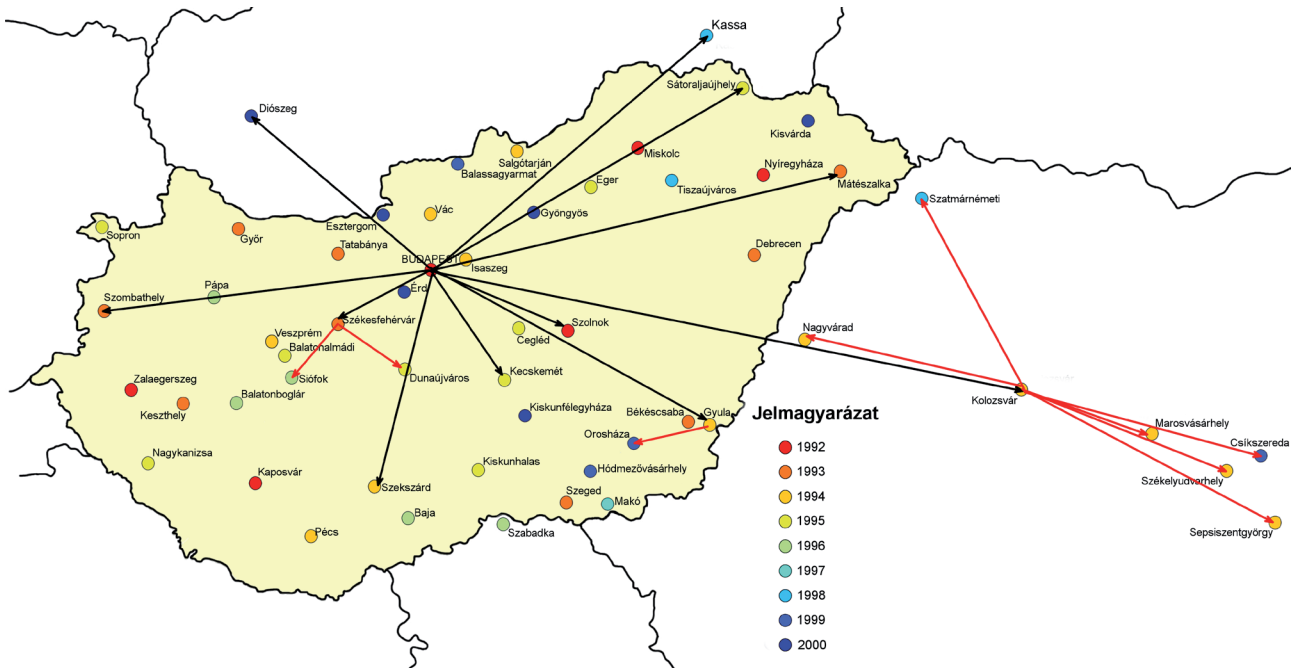 Kassa
Sátoraljaújhely
Diószeg
Kisvárda
Miskolc
Salgótarján
Balassagyarmat
Nyíregyháza
Mátészalka
Tiszaújváros
Eger
Szatmárnémeti
Vác
Gyöngyös
Esztergom
Sopron
Győr
Tatabánya
Debrecen
BUDAPEST
Isaszeg
Pápa
Érd
Szombathely
Székesfehérvár
Szolnok
Nagyvárad
Veszprém
Cegléd
Balatonalmádi
Siófok
Dunaújváros
Kecskemét
Zalaegerszeg
Keszthely
Balatonboglár
Kolozsvár
Kiskunfélegyháza
Békéscsaba
Gyula
Jelmagyarázat
Marosvásárhely
Csíkszereda
Orosháza
1992
Nagykanizsa
Kiskunhalas
Hódmezővásárhely
1993
Székelyudvarhely
Kaposvár
Szekszárd
1994
Szeged
Makó
1995
Baja
Szabadka
Sepsiszentgyörgy
Pécs
1996
1997
1998
1999
2000